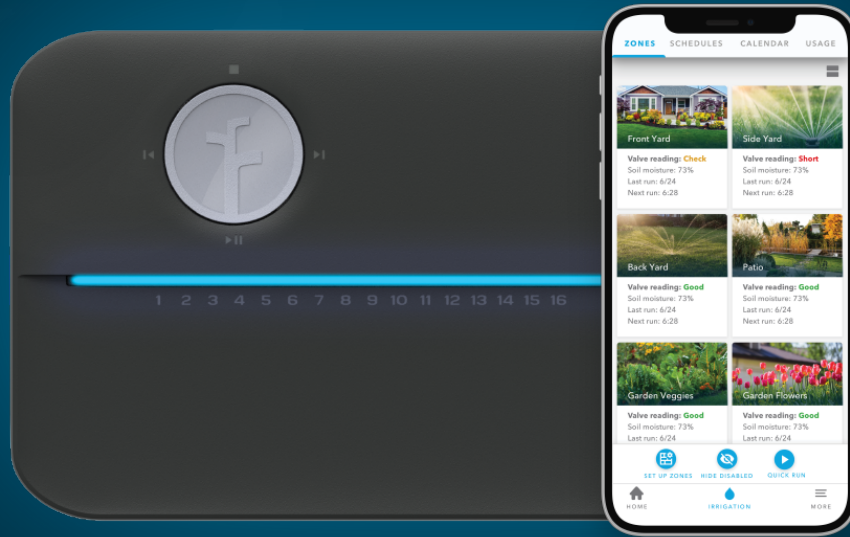 1 2 3 4 5 6 7 8 9 10 11 12 13 14 15 16
ZONES SCHEDULES CALENDAR USAGE
Front Yard
Valve reading: Check
Soil moisture: 73%
Last run: 6/24
Next run: 6:28
Side Yard
Valve reading: Short
Soil moisture: 73%
Last run: 6/24
Next run: 6:28
Back Yard
Valve reading: Good
Soil moisture: 73%
Last run: 6/24
Next run: 6:28
Patio
Valve reading: Good
Soil moisture: 73%
Last run: 6/24
Next run: 6:28
Garden Veggies
Valve reading: Good
Soil moisture: 73%
Last run: 6/24
Garden Flowers
Valve reading: Good
Soil moisture: 73%
Last run: 6/24
SET UP ZONES HIDE DISABLED QUICK RUN
HOME IRRIGATION MORE